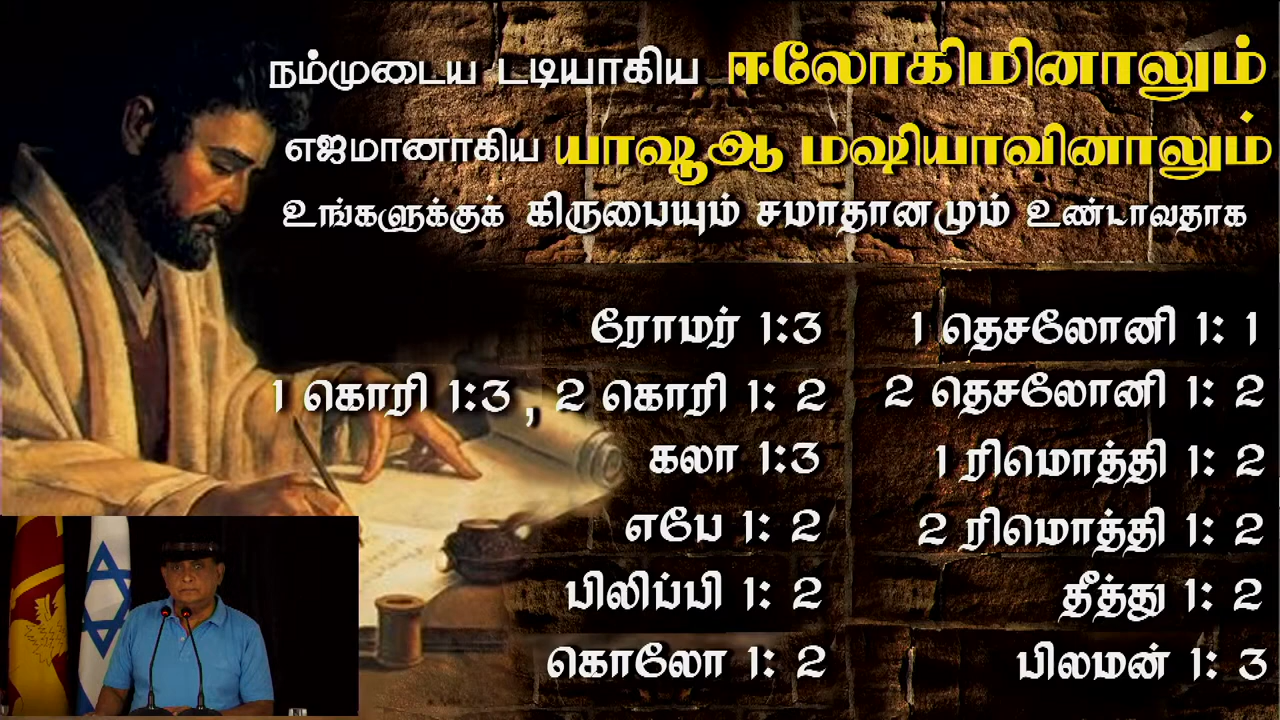 நம்முடைய டடியாகிய ஈலோகிமினாலும்
எஜமானாகிய யாஷூஆ மஷியாவினாலும்
உங்களுக்குக் கிருபையும் சமாதானமும் உண்டாவதாக
ரோமர் 1:3
1 கொரி 1:3 , 2 கொரி 1: 2
கலா 1:3
எபே 1: 2
பிலிப்பி 1: 2
கொலோ 1: 2
1 தெசலோனி 1: 1
2 தெசலோனி 1: 2
1 ரிமொத்தி 1: 2
2 ரிமொத்தி 1: 2
தீத்து 1: 2
பிலமன் 1: 3